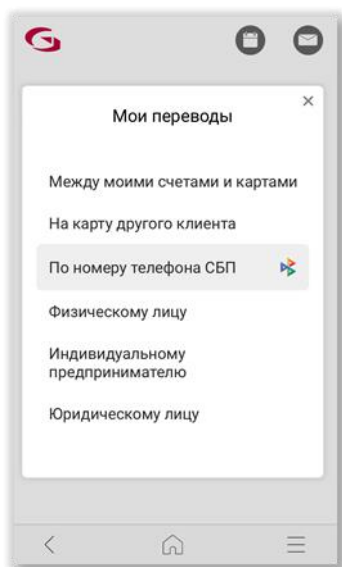 Мои переводы
Между моими счетами и картами
На карту другого клиента
По номеру телефона СБП
Физическому лицу
Индивидуальному
предпринимателю
Юридическому лицу